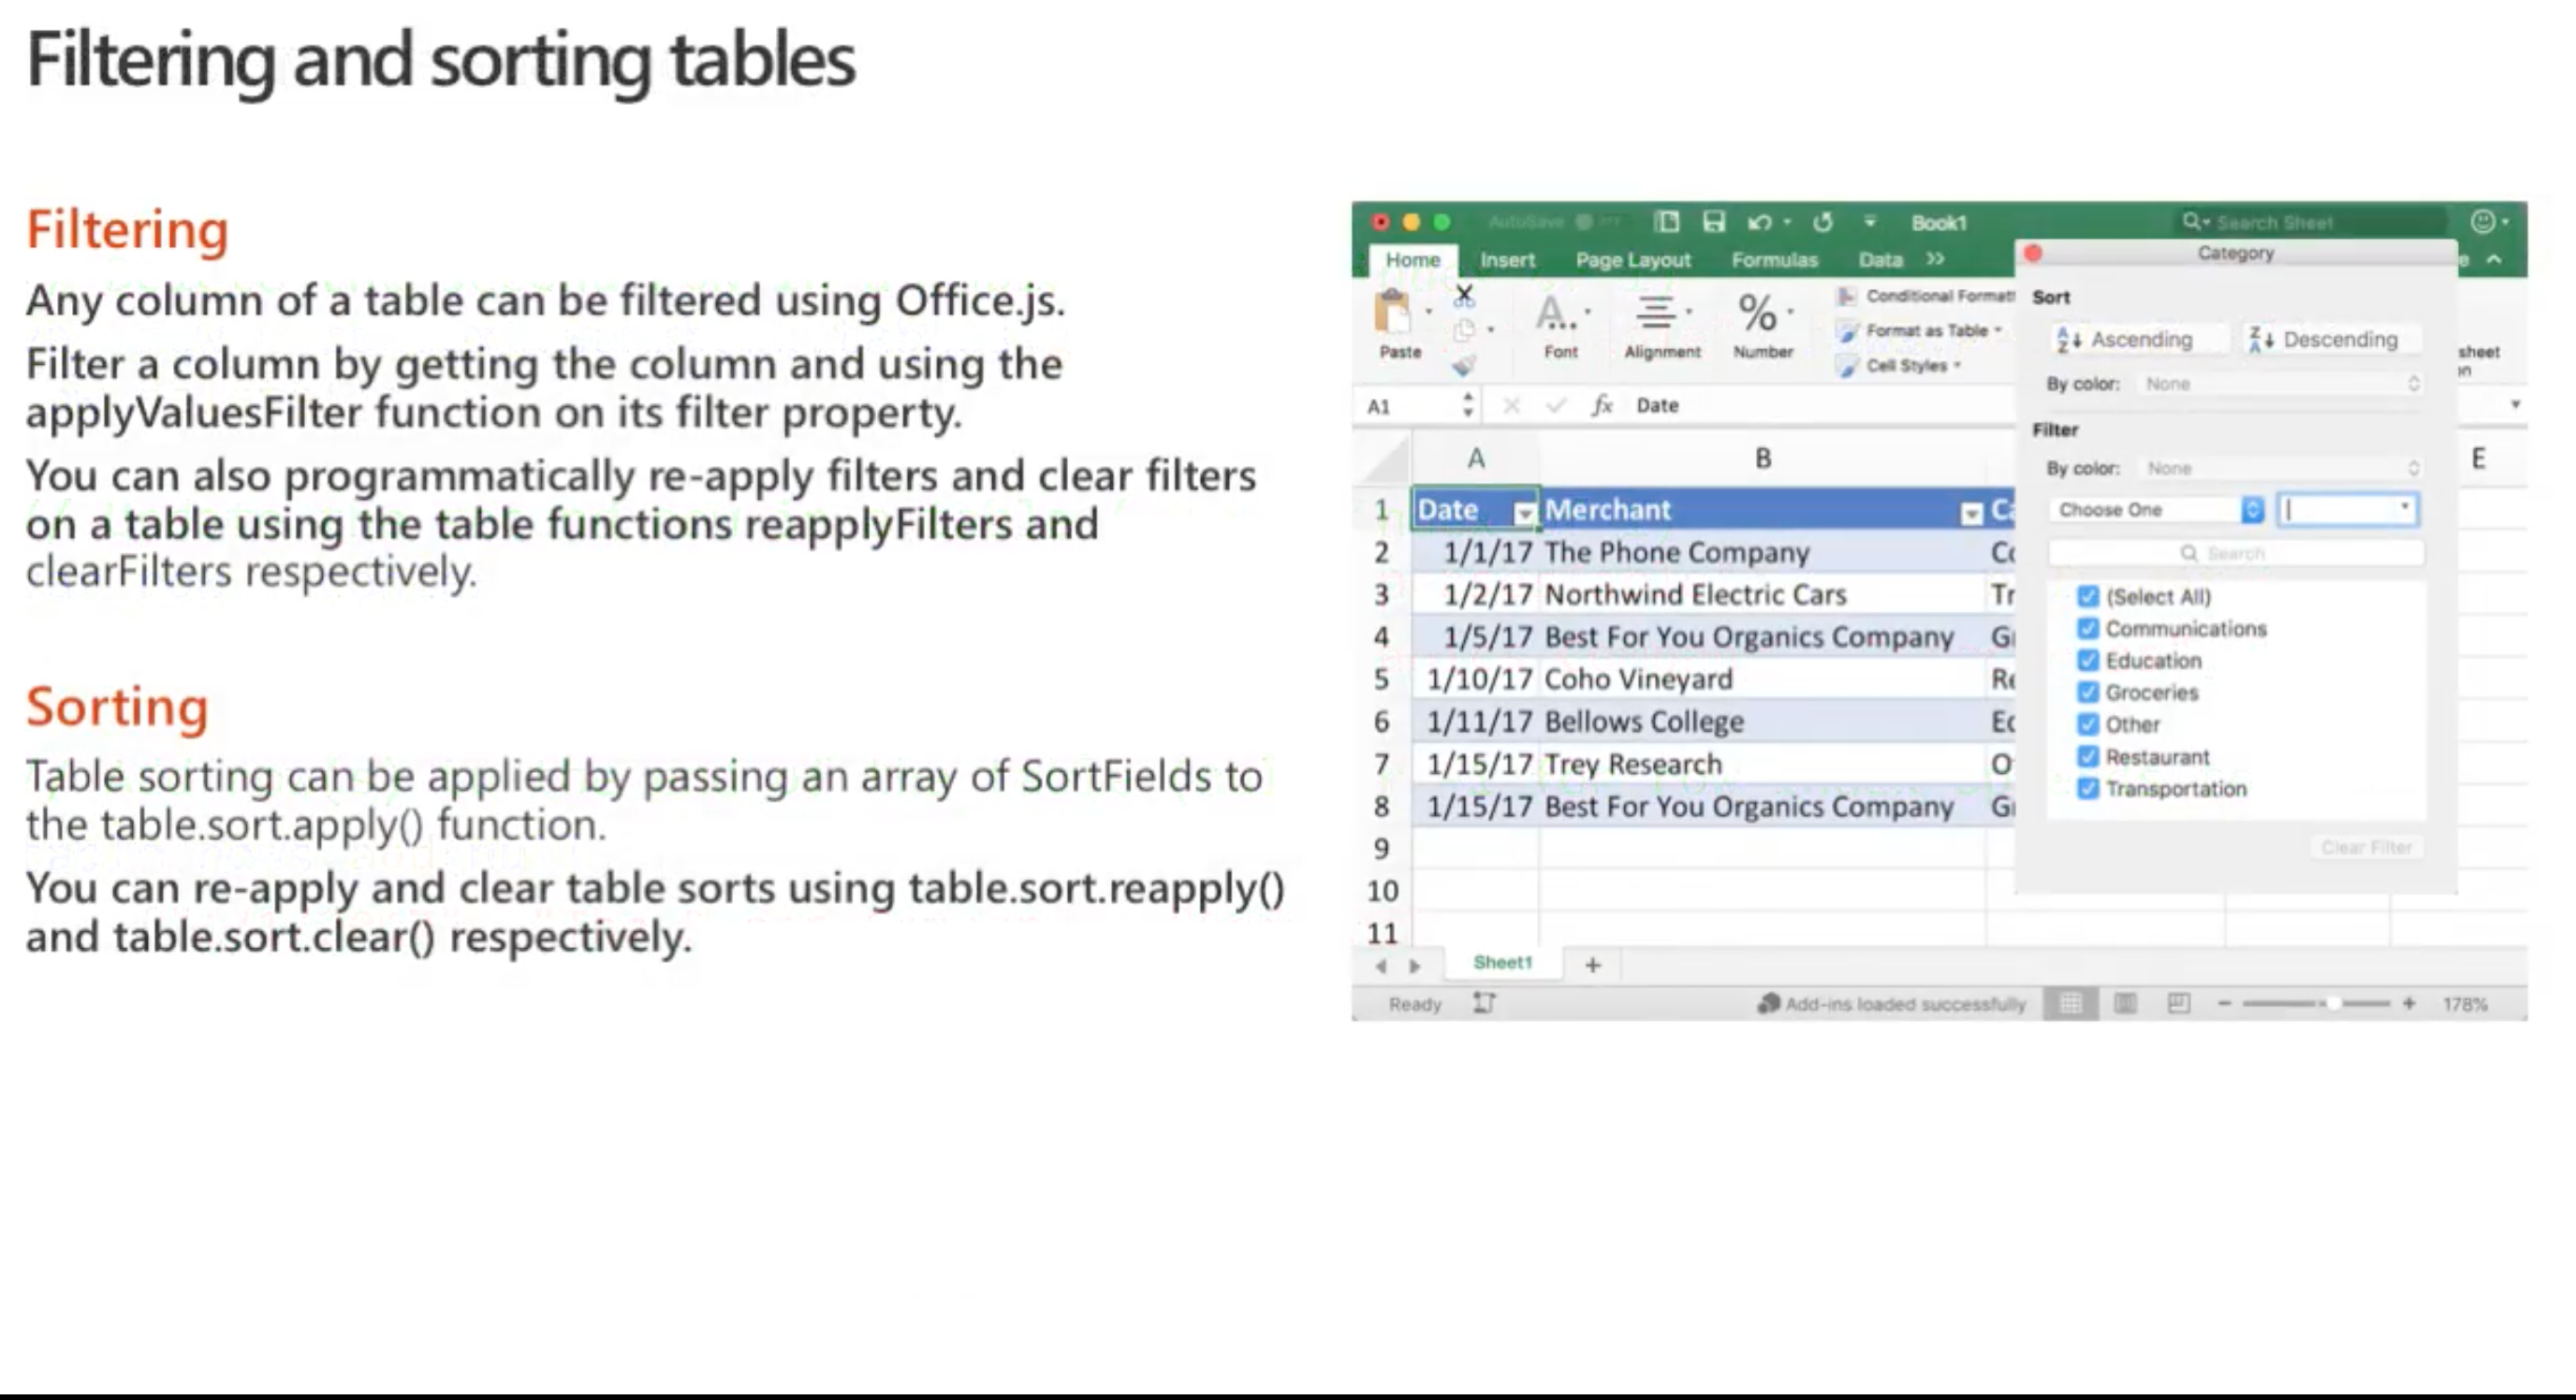 Filtering and sorting tables
Filtering
Any column of a table can be filtered using Office.js.
Filter a column by getting the column and using the
applyValuesFilter function on its filter property.
You can also programmatically re-apply filters and clear filters
on a table using the table functions reapplyFilters and
clearFilters respectively.
Sorting
Table sorting can be applied by passing an array of SortFields to
the table.sort.apply() function.
You can re-apply and clear table sorts using table.sort.reapply()
and table.sort.clear() respectively.
AutoSave Book1 Search Sheet
Home Insert Page Layout Formulas Data
Paste Font Alignment Number
Conditional Formatt
Format as Table
Cell Styles
sheet
A1 fx Date
A B E
1 Date Merchant Ca
2 1/1/17 The Phone Company Co
3 1/2/17 Northwind Electric Cars Tr
4 1/5/17 Best For You Organics Company Gr
5 1/10/17 Coho Vineyard Re
6 1/11/17 Bellows College Ed
7 1/15/17 Trey Research O
8 1/15/17 Best For You Organics Company Gr
9
10
11
Sheet1 +
Ready Add-ins loaded successfully 178%
Category
Sort
Ascending Descending
By color: None
Filter
By color: None
Choose One
Search
(Select All)
Communications
Education
Groceries
Other
Restaurant
Transportation
Clear Filter